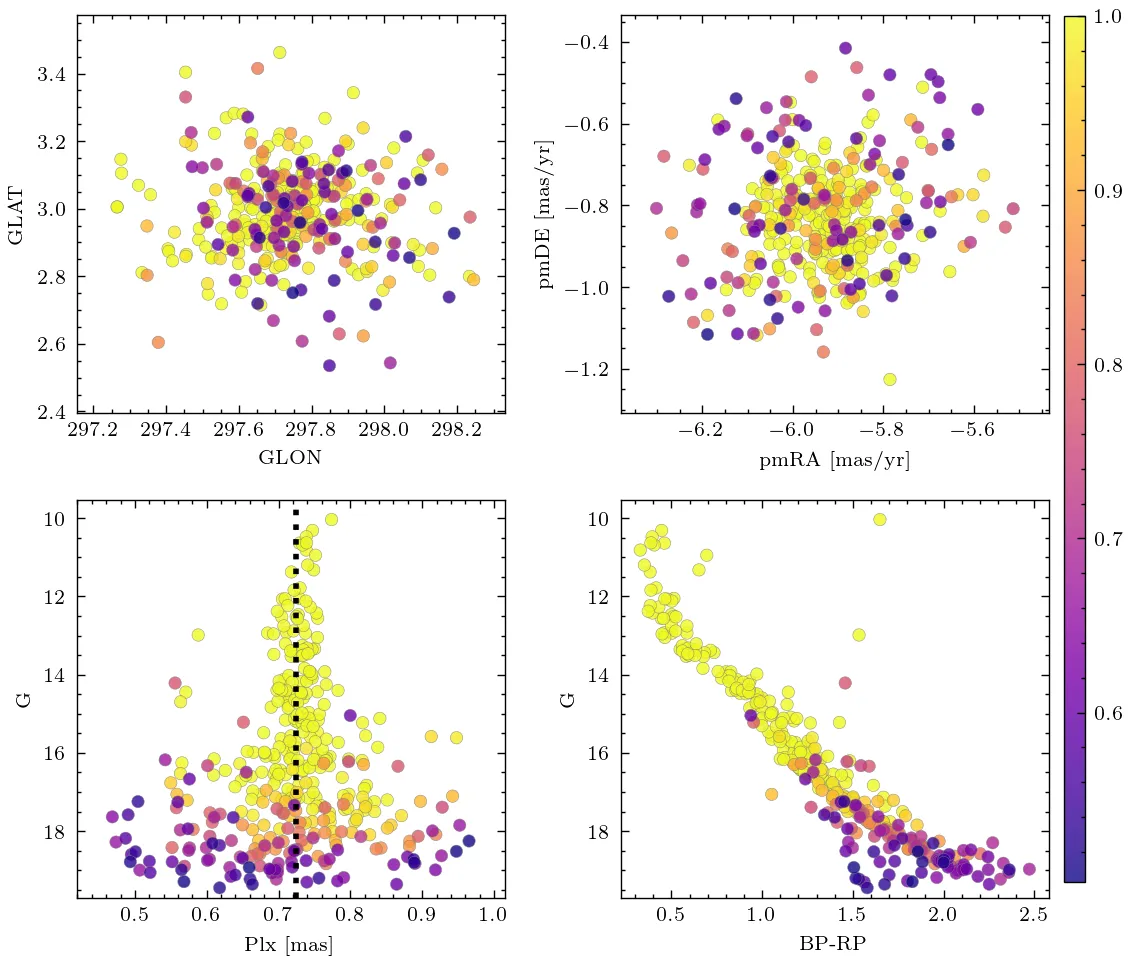 3.4
3.2
3.0
2.8
2.6
2.4
GLAT
297.2 297.4 297.6 297.8 298.0 298.2
GLON
−0.4
−0.6
−0.8
−1.0
−1.2
pmDE [mas/yr]
−6.2 −6.0 −5.8 −5.6
pmRA [mas/yr]
1.0
0.9
0.8
0.7
0.6
10
12
14
16
18
G
0.5 0.6 0.7 0.8 0.9 1.0
Plx [mas]
10
12
14
16
18
G
0.5 1.0 1.5 2.0 2.5
BP-RP